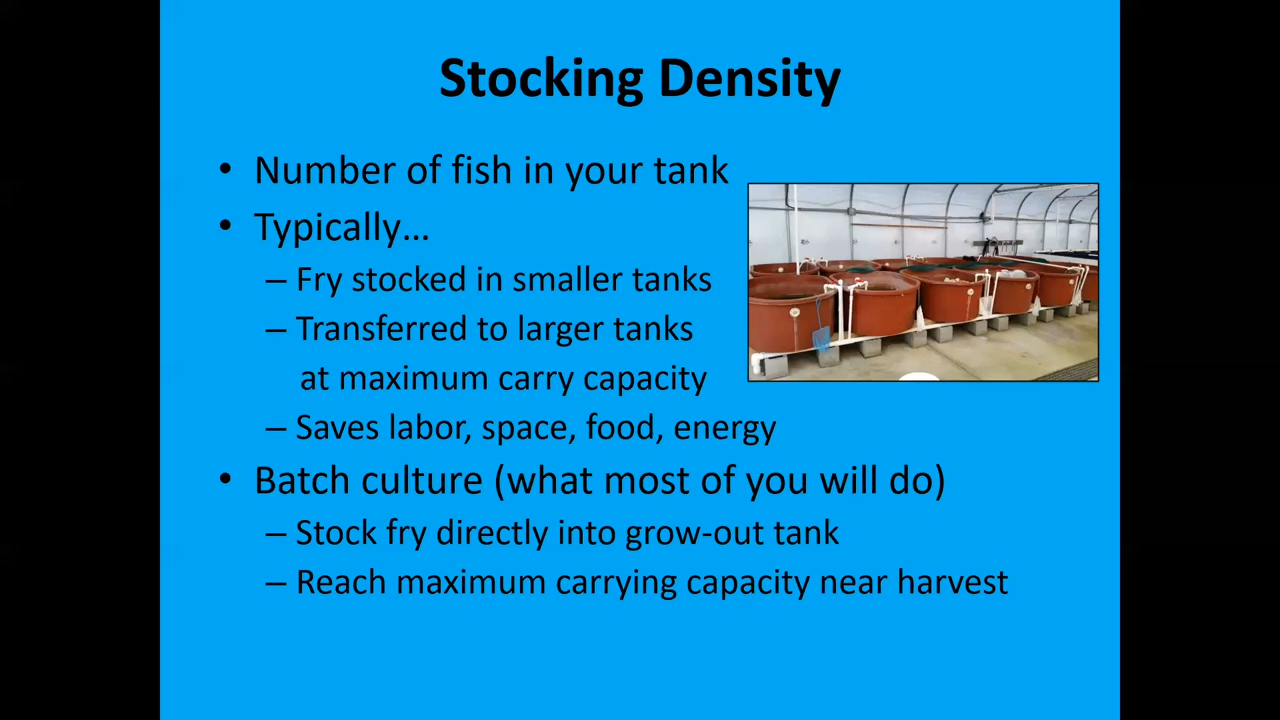 Stocking Density
• Number of fish in your tank
• Typically…
– Fry stocked in smaller tanks
– Transferred to larger tanks
at maximum carry capacity
– Saves labor, space, food, energy
• Batch culture (what most of you will do)
– Stock fry directly into grow-out tank
– Reach maximum carrying capacity near harvest